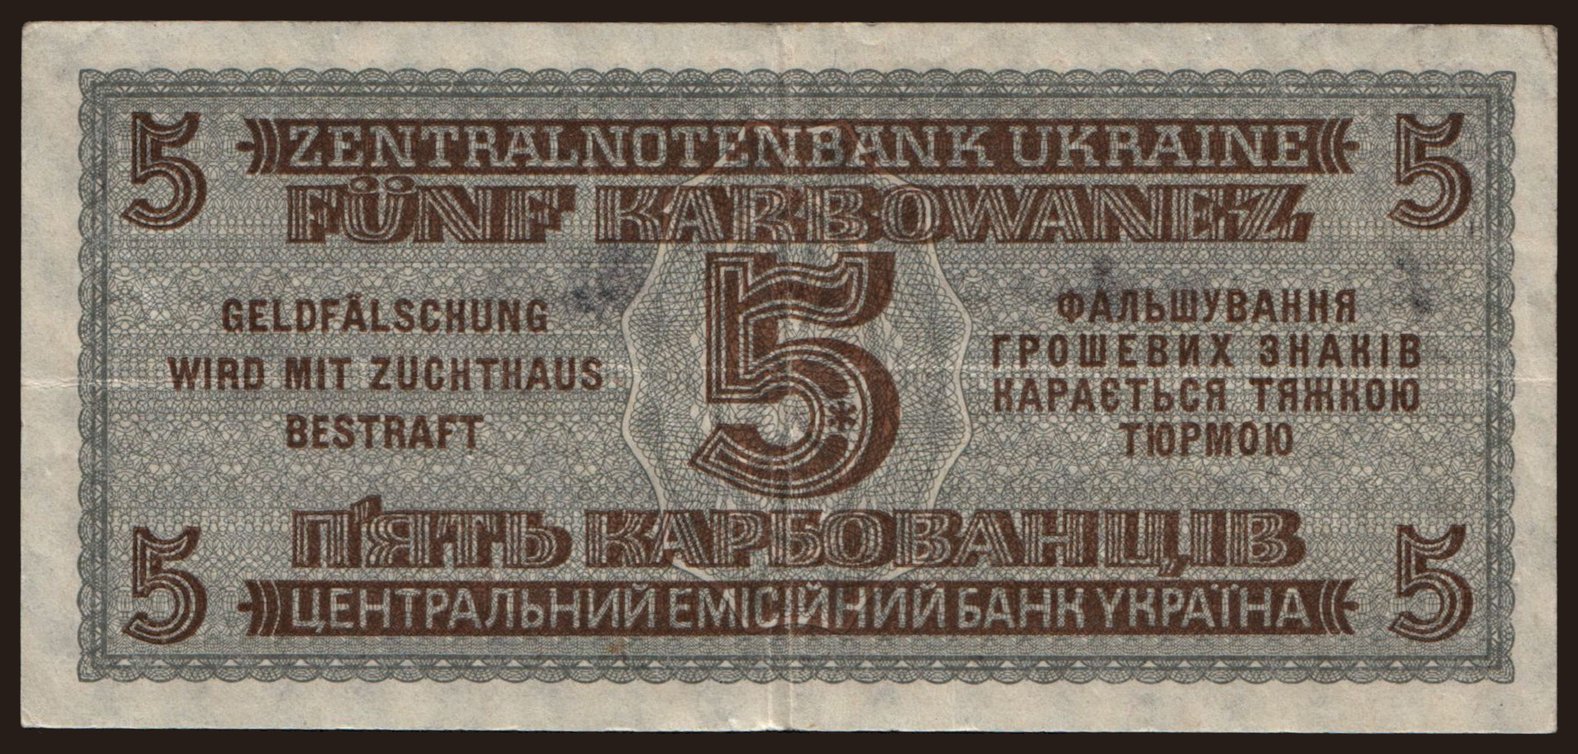 5 ZENTRALNOTENBANK UKRAINE 5
FÜNF KARBOWANEZ
5
GELDFÄLSCHUNG
WIRD MIT ZUCHTHAUS
BESTRAFT
ФАЛЬШУВАННЯ
ГРОШЕВИХ ЗНАКІВ
КАРАЄТЬСЯ ТЯЖКОЮ
ТЮРМОЮ
П'ЯТЬ КАРБОВАНЦІВ
5 ЦЕНТРАЛЬНИЙ ЕМІСІЙНИЙ БАНК УКРАЇНА 5